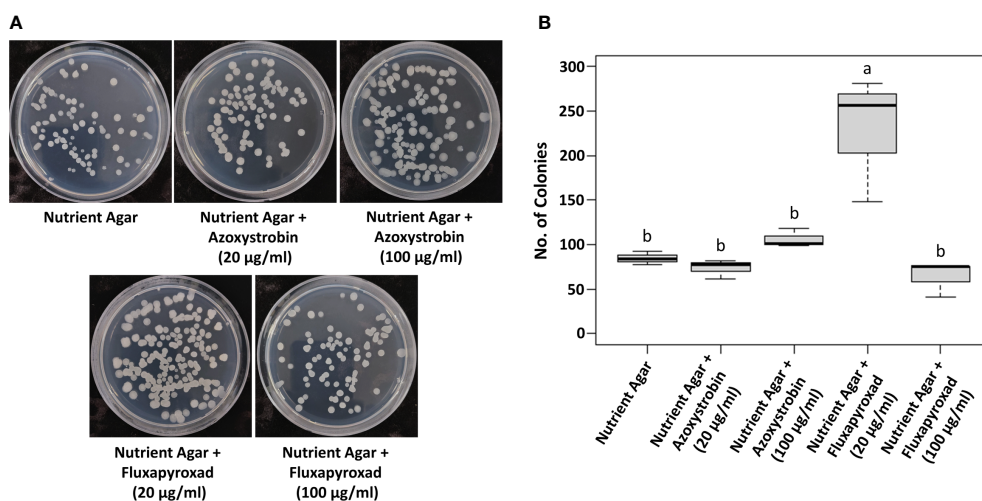 A
Nutrient Agar
Nutrient Agar +
Azoxystrobin
(20 µg/ml)
Nutrient Agar +
Azoxystrobin
(100 µg/ml)
Nutrient Agar +
Fluxapyroxad
(20 µg/ml)
Nutrient Agar +
Fluxapyroxad
(100 µg/ml)
B
No. of Colonies
300
250
200
150
100
50
0
b
b
b
a
b
Nutrient Agar
Nutrient Agar +
Azoxystrobin
(20 µg/ml)
Nutrient Agar +
Azoxystrobin
(100 µg/ml)
Nutrient Agar +
Fluxapyroxad
(20 µg/ml)
Nutrient Agar +
Fluxapyroxad
(100 µg/ml)